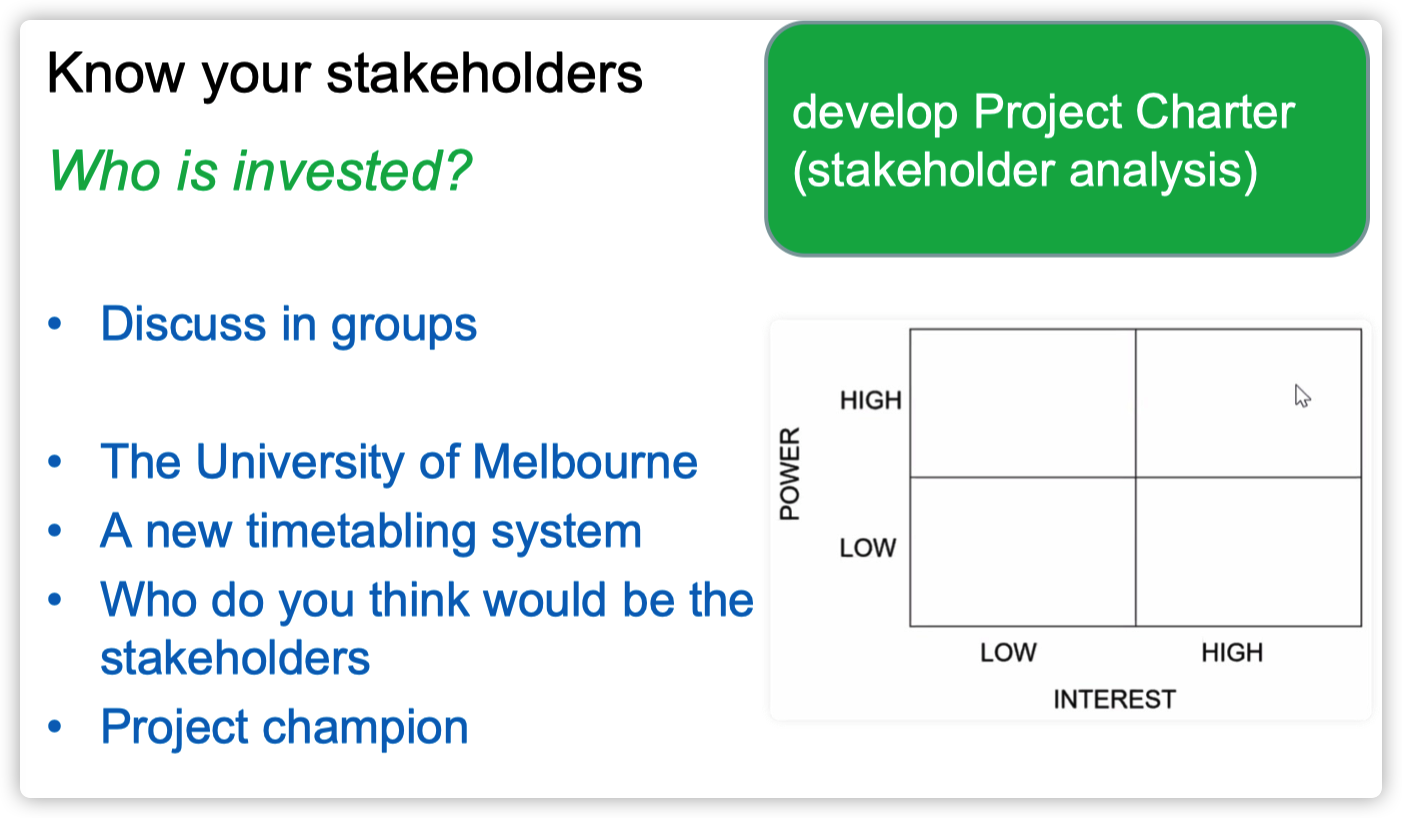 Know your stakeholders
Who is invested?
develop Project Charter
(stakeholder analysis)
• Discuss in groups
• The University of Melbourne
• A new timetabling system
• Who do you think would be the
stakeholders
• Project champion
POWER
HIGH
LOW
LOW
HIGH
INTEREST